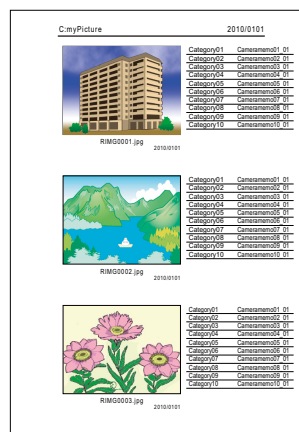 C:myPicture 2010/0101
Category01 Cameramemo01_01
Category02 Cameramemo02_01
Category03 Cameramemo03_01
Category04 Cameramemo04_01
Category05 Cameramemo05_01
Category06 Cameramemo06_01
Category07 Cameramemo07_01
Category08 Cameramemo08_01
Category09 Cameramemo09_01
Category10 Cameramemo10_01
RIMG0001.jpg
2010/0101
Category01 Cameramemo01_01
Category02 Cameramemo02_01
Category03 Cameramemo03_01
Category04 Cameramemo04_01
Category05 Cameramemo05_01
Category06 Cameramemo06_01
Category07 Cameramemo07_01
Category08 Cameramemo08_01
Category09 Cameramemo09_01
Category10 Cameramemo10_01
RIMG0002.jpg
2010/0101
Category01 Cameramemo01_01
Category02 Cameramemo02_01
Category03 Cameramemo03_01
Category04 Cameramemo04_01
Category05 Cameramemo05_01
Category06 Cameramemo06_01
Category07 Cameramemo07_01
Category08 Cameramemo08_01
Category09 Cameramemo09_01
Category10 Cameramemo10_01
RIMG0003.jpg
2010/0101